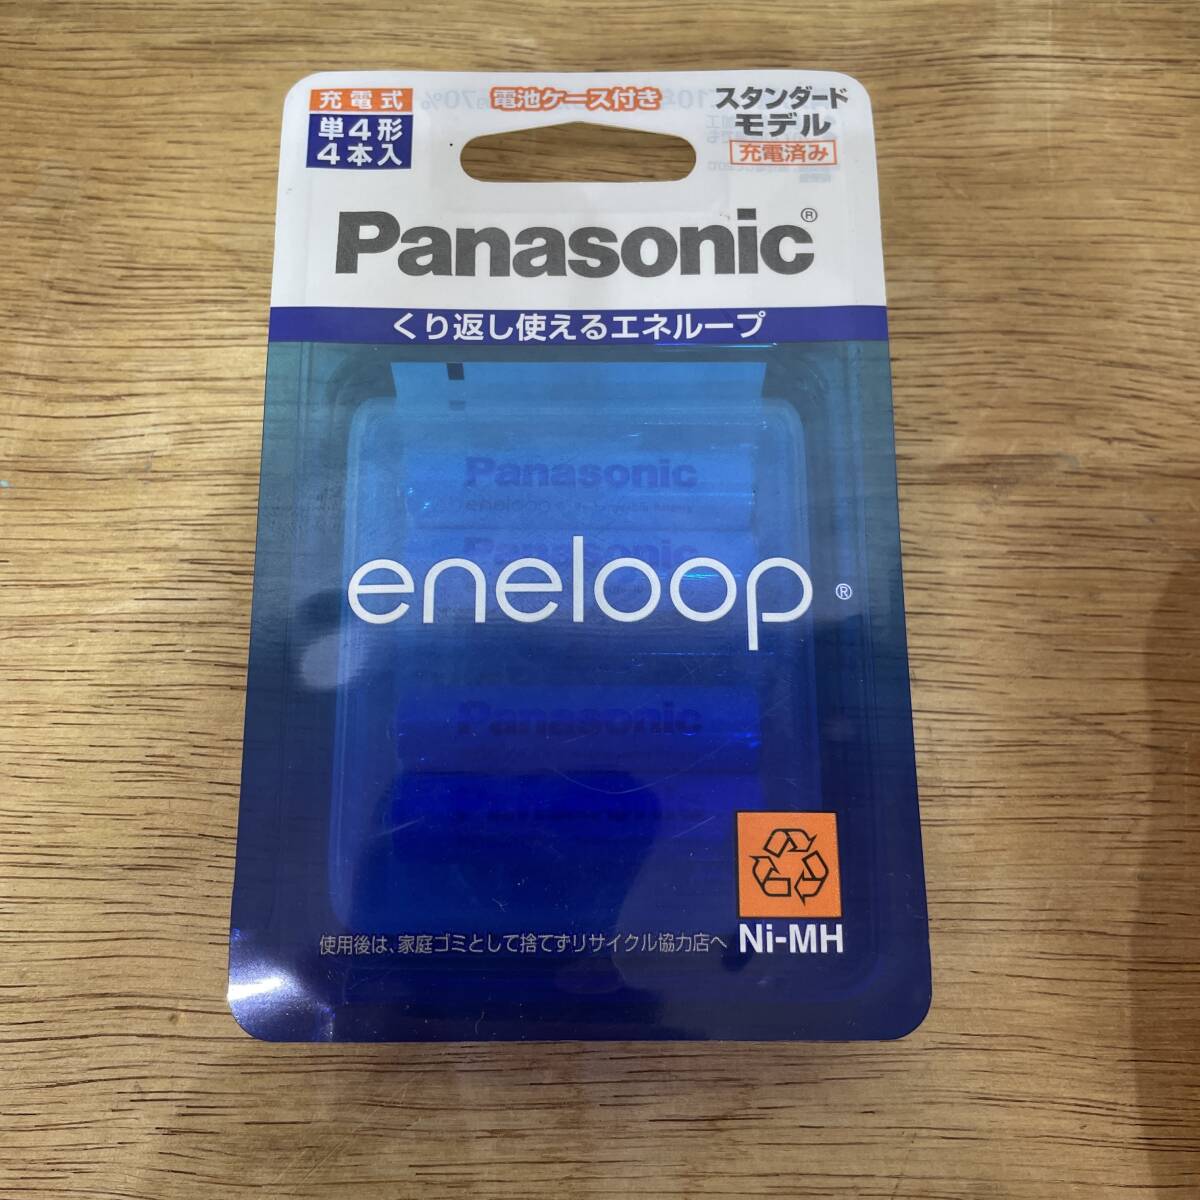 充電式
単4形
4本入
電池ケース付き
スタンダード
モデル
充電済み
Panasonic®
くり返し使えるエネループ
Panasonic
eneloop
Panasonic
eneloop®
Panasonic
Panasonic
使用後は、家庭ゴミとして捨てずリサイクル協力店へ
Ni-MH